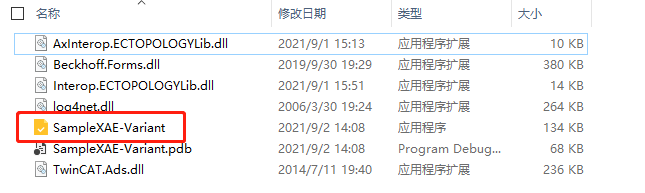 名称 修改日期 类型 大小
AxInterop.ECTOPOLOGYLib.dll 2021/9/1 15:13 应用程序扩展 10 KB
Beckhoff.Forms.dll 2019/9/30 19:29 应用程序扩展 380 KB
Interop.ECTOPOLOGYLib.dll 2021/9/1 15:51 应用程序扩展 14 KB
log4net.dll 2006/3/30 19:24 应用程序扩展 264 KB
SampleXAE-Variant 2021/9/2 14:08 应用程序 134 KB
SampleXAE-Variant.pdb 2021/9/2 14:08 Program Debug... 68 KB
TwinCAT.Ads.dll 2014/7/11 19:40 应用程序扩展 236 KB